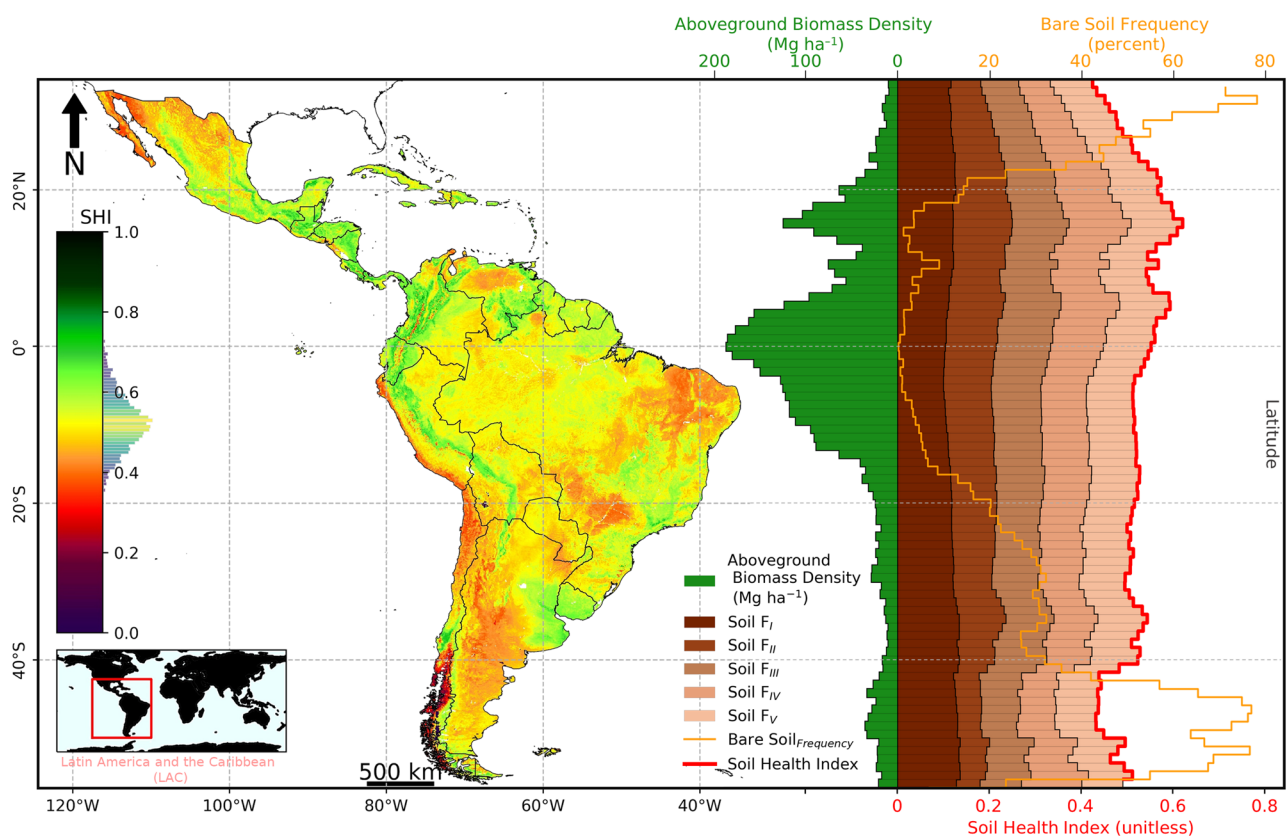 Aboveground Biomass Density
(Mg ha⁻¹)
200 100 0
Bare Soil Frequency
(percent)
20 40 60 80
N
20°N
0°
20°S
40°S
SHI
1.0
0.8
0.6
0.4
0.2
0.0
Latin America and the Caribbean
(LAC)
500 km
120°W 100°W 80°W 60°W 40°W
Aboveground
Biomass Density
(Mg ha⁻¹)
Soil F_I
Soil F_II
Soil F_III
Soil F_IV
Soil F_V
Bare Soil_Frequency
Soil Health Index
Latitude
0 0.2 0.4 0.6 0.8
Soil Health Index (unitless)